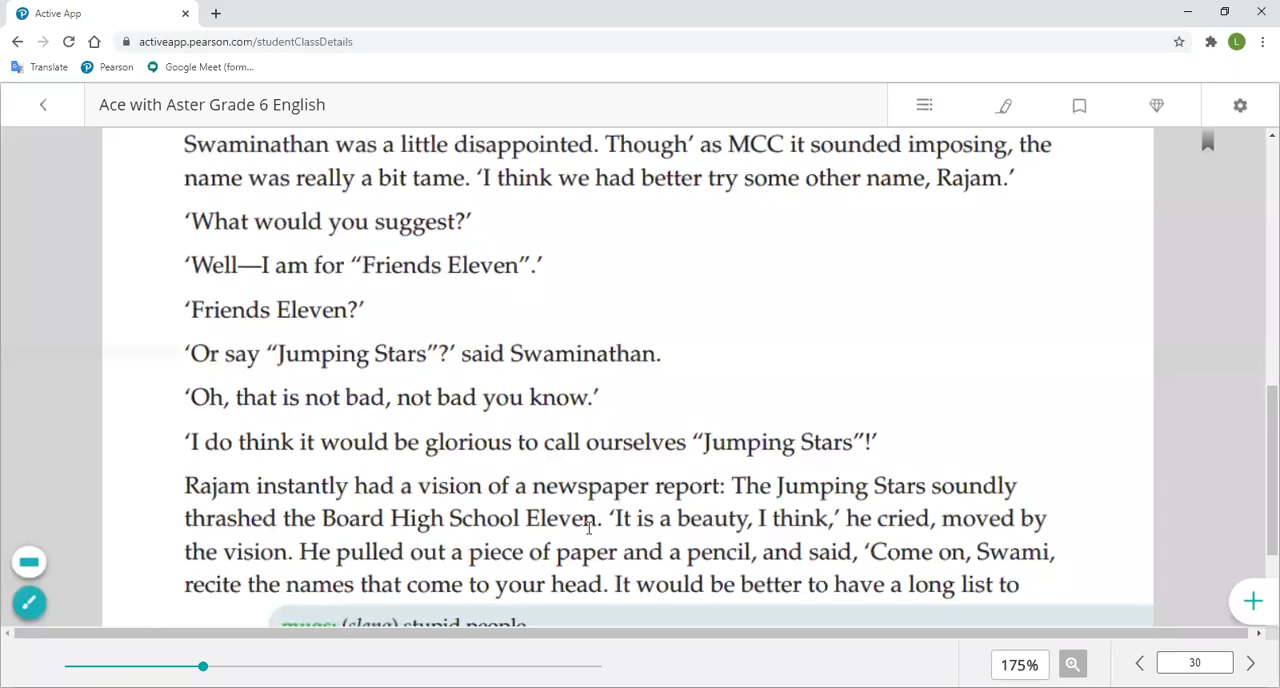 Active App
activeapp.pearson.com/studentClassDetails
L
Translate
Pearson
Google Meet (form...
Ace with Aster Grade 6 English
Swaminathan was a little disappointed. Though’ as MCC it sounded imposing, the
name was really a bit tame. ‘I think we had better try some other name, Rajam.’
‘What would you suggest?’
‘Well—I am for “Friends Eleven”.’
‘Friends Eleven?’
‘Or say “Jumping Stars”?’ said Swaminathan.
‘Oh, that is not bad, not bad you know.’
‘I do think it would be glorious to call ourselves “Jumping Stars”!’
Rajam instantly had a vision of a newspaper report: The Jumping Stars soundly
thrashed the Board High School Eleven. ‘It is a beauty, I think,’ he cried, moved by
the vision. He pulled out a piece of paper and a pencil, and said, ‘Come on, Swami,
recite the names that come to your head. It would be better to have a long list to
mugs: (slang) stupid people
175%
30